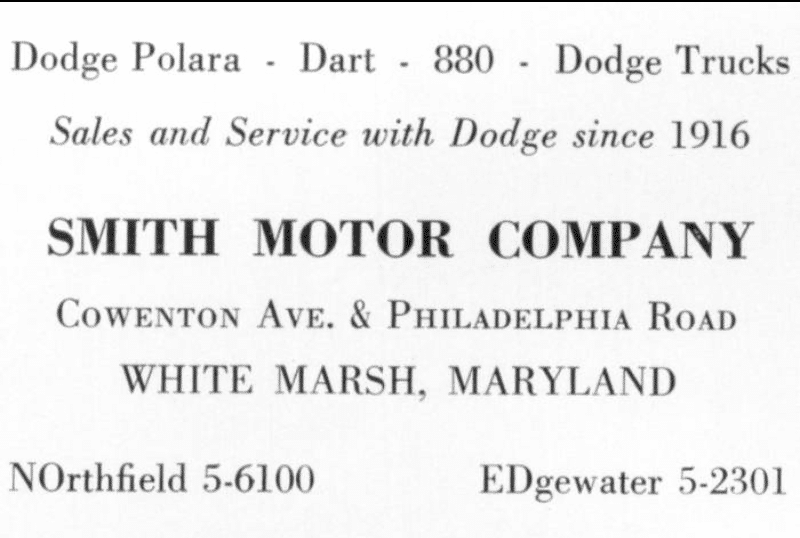 Dodge Polara - Dart - 880 - Dodge Trucks
Sales and Service with Dodge since 1916
SMITH MOTOR COMPANY
COWENTON AVE. & PHILADELPHIA ROAD
WHITE MARSH, MARYLAND
NOrthfield 5-6100 EDgewater 5-2301